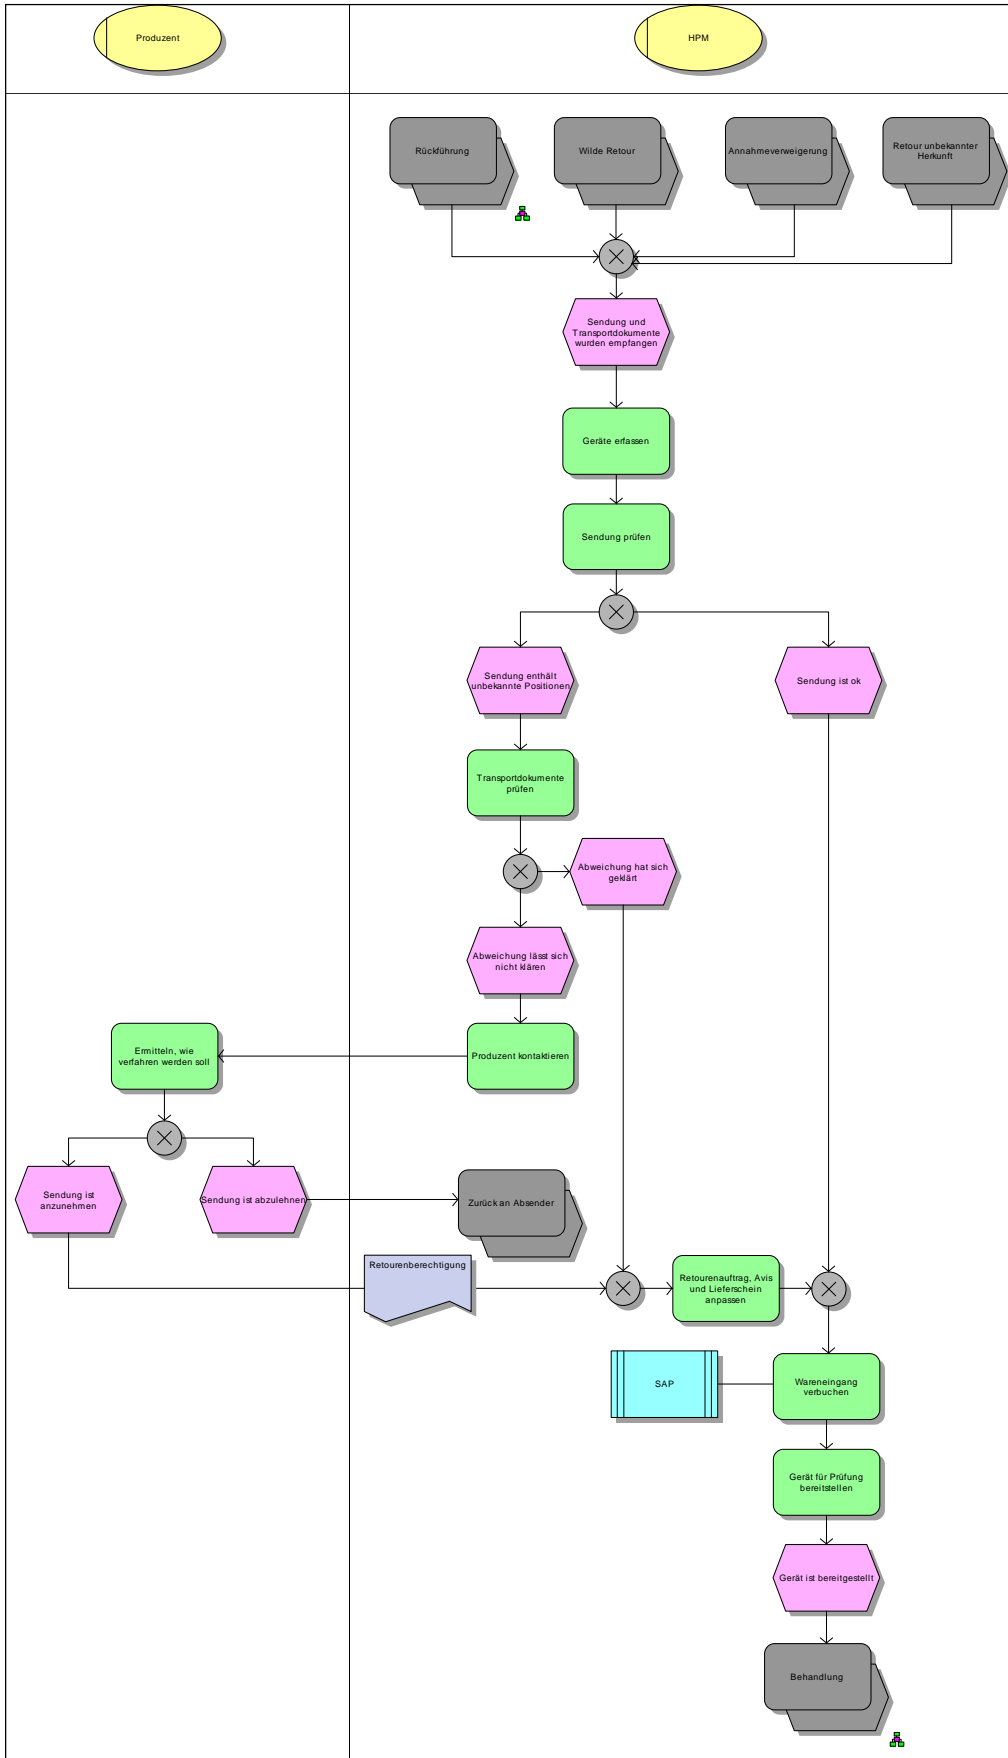 Produzent
HPM
Rückführung
Wilde Retour
Annahmeverweigerung
Retour unbekannter
Herkunft
Sendung und
Transportdokumente
wurden empfangen
Geräte erfassen
Sendung prüfen
Sendung enthält
unbekannte Positionen
Sendung ist ok
Transportdokumente
prüfen
Abweichung hat sich
geklärt
Abweichung lässt sich
nicht klären
Produzent kontaktieren
Ermitteln, wie
verfahren werden soll
Sendung ist
anzunehmen
Sendung ist abzulehnen
Zurück an Absender
Retourenberechtigung
Retourenauftrag, Avis
und Lieferschein
anpassen
SAP
Wareneingang
verbuchen
Gerät für Prüfung
bereitstellen
Gerät ist bereitgestellt
Behandlung